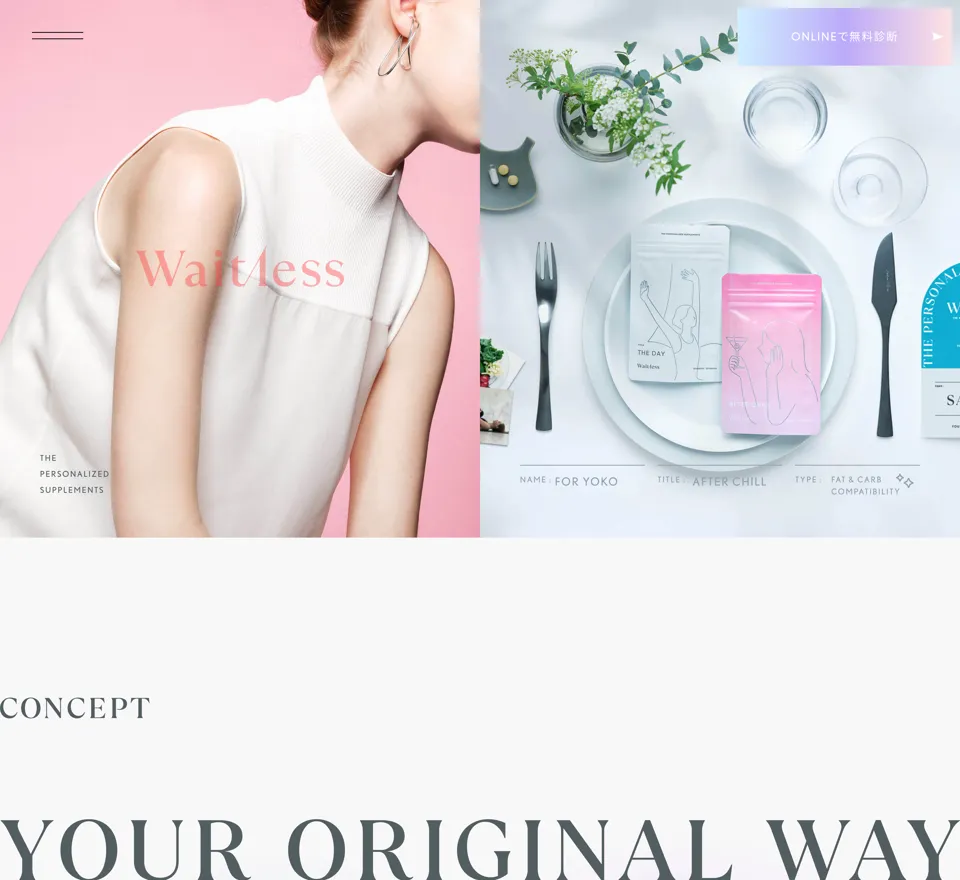 ONLINEで無料診断
Waitless
THE
PERSONALIZED
SUPPLEMENTS
THE DAY
Waitless
THE PERSONAL
NAME : FOR YOKO
TITLE : AFTER CHILL
TYPE : FAT & CARB
COMPATIBILITY
CONCEPT
YOUR ORIGINAL WAY